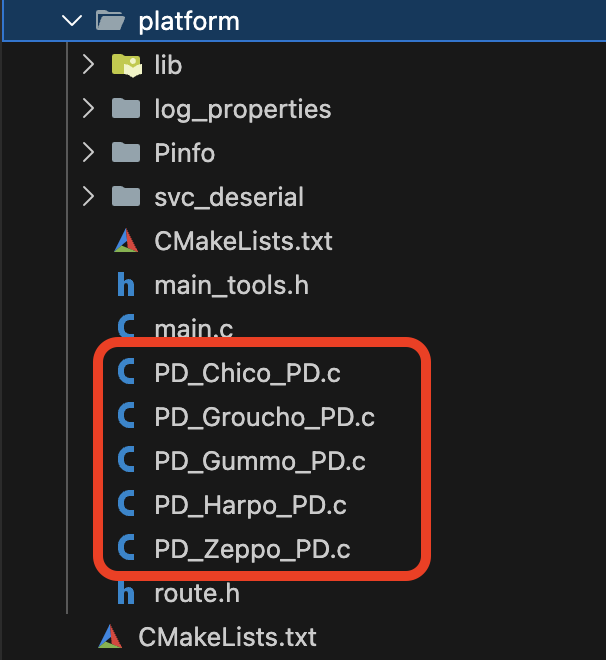 platform
lib
log_properties
Pinfo
svc_deserial
CMakeLists.txt
h main_tools.h
C main.c
C PD_Chico_PD.c
C PD_Groucho_PD.c
C PD_Gummo_PD.c
C PD_Harpo_PD.c
C PD_Zeppo_PD.c
h route.h
CMakeLists.txt